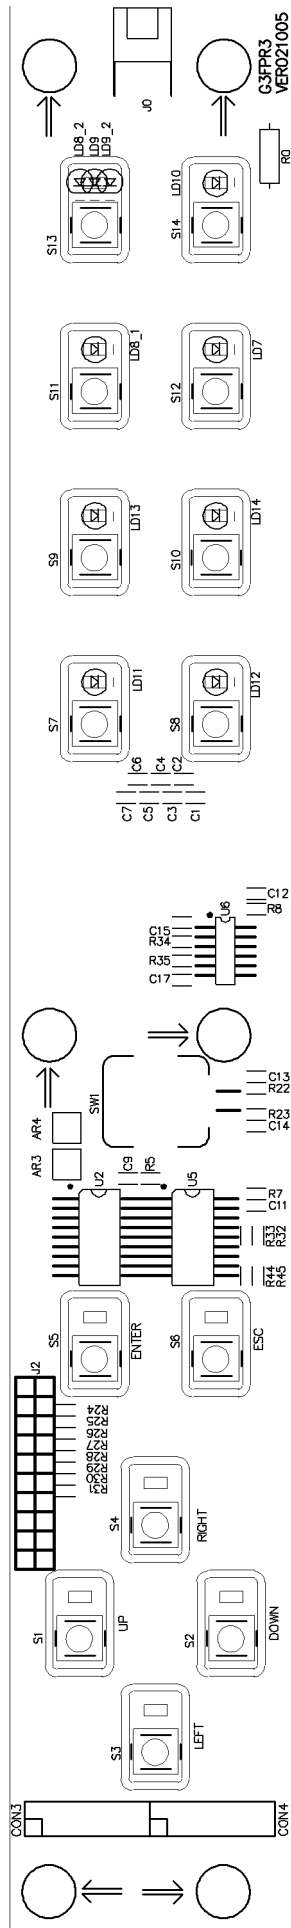 G3FPR3
VER021005
J0
R0
LD8_2
LD9
LD9_2
LD10
S13
S14
LD8_1
LD7
S11
S12
LD13
LD14
S9
S10
LD11
LD12
S7
S8
C6
C4
C2
C7
C5
C3
C1
C12
R8
U6
C15
R34
R35
C17
SW1
C13
R22
R23
C14
AR4
AR3
C9
R5
U2
U5
R7
C11
R33
R32
R44
R45
S5
ENTER
S6
ESC
J2
R24
R25
R26
R27
R28
R29
R30
R31
S4
RIGHT
S1
UP
S2
DOWN
S3
LEFT
CON3
CON4